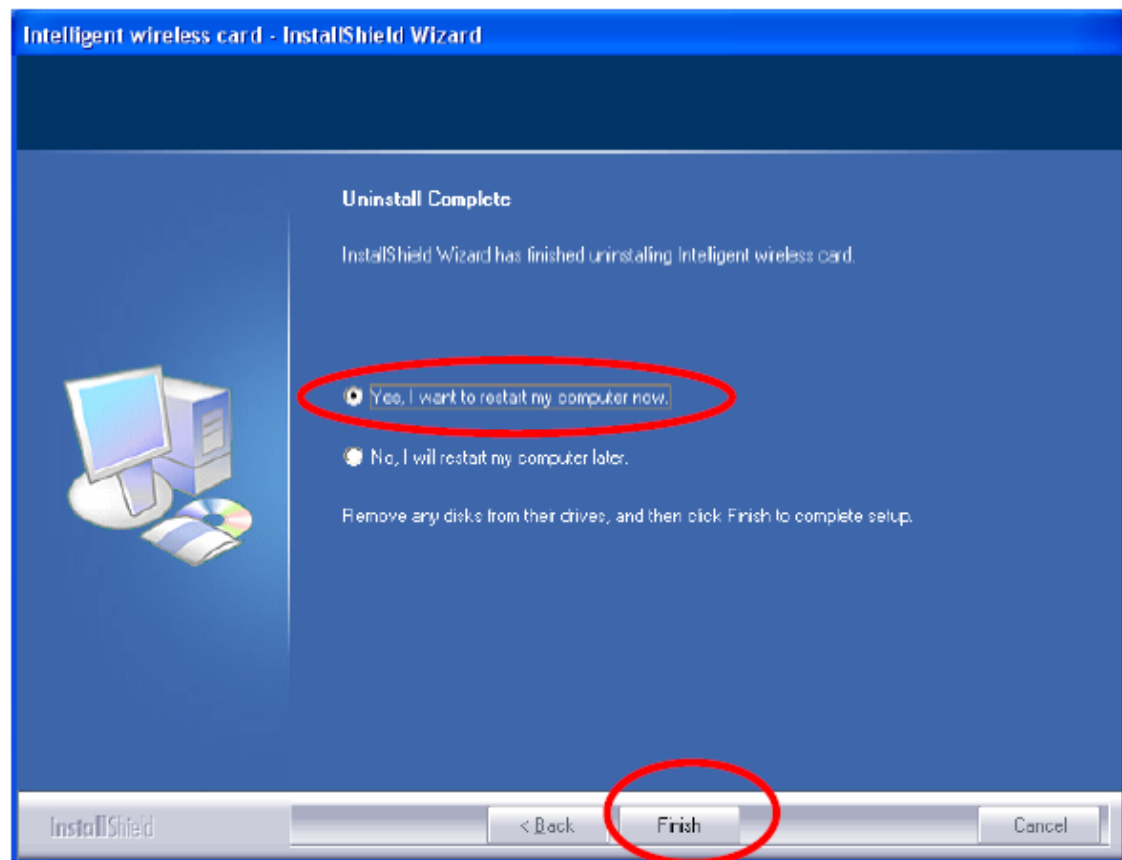 Intelligent wireless card - InstallShield Wizard
Uninstall Complete
InstallShield Wizard has finished uninstalling Intelligent wireless card.
Yes, I want to restart my computer now.
No, I will restart my computer later.
Remove any disks from their drives, and then click Finish to complete setup.
InstallShield
< Back
Finish
Cancel